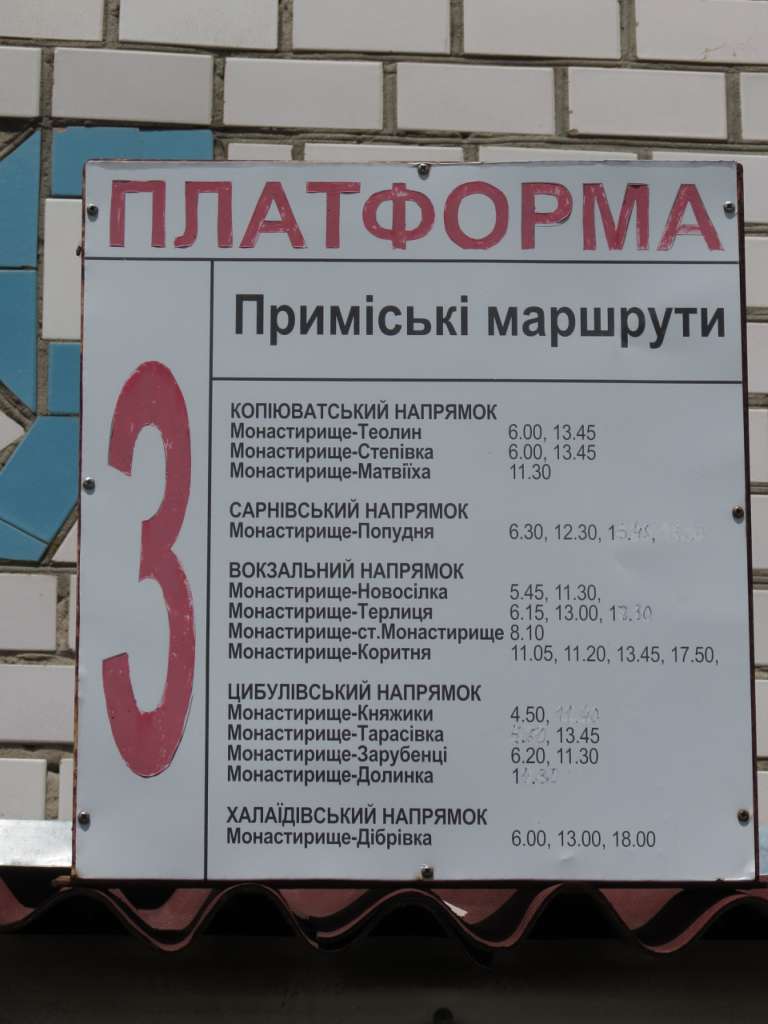 ПЛАТФОРМА
3
Приміські маршрути
КОПІЮВАТСЬКИЙ НАПРЯМОК
Монастирище-Теолин 6.00, 13.45
Монастирище-Степівка 6.00, 13.45
Монастирище-Матвіїха 11.30
САРНІВСЬКИЙ НАПРЯМОК
Монастирище-Попудня 6.30, 12.30,
ВОКЗАЛЬНИЙ НАПРЯМОК
Монастирище-Новосілка 5.45, 11.30,
Монастирище-Терлиця 6.15, 13.00,
Монастирище-ст.Монастирище 8.10
Монастирище-Коритня 11.05, 11.20, 13.45, 17.50,
ЦИБУЛІВСЬКИЙ НАПРЯМОК
Монастирище-Княжики 4.50,
Монастирище-Тарасівка 13.45
Монастирище-Зарубенці 6.20, 11.30
Монастирище-Долинка
ХАЛАЇДІВСЬКИЙ НАПРЯМОК
Монастирище-Дібрівка 6.00, 13.00, 18.00